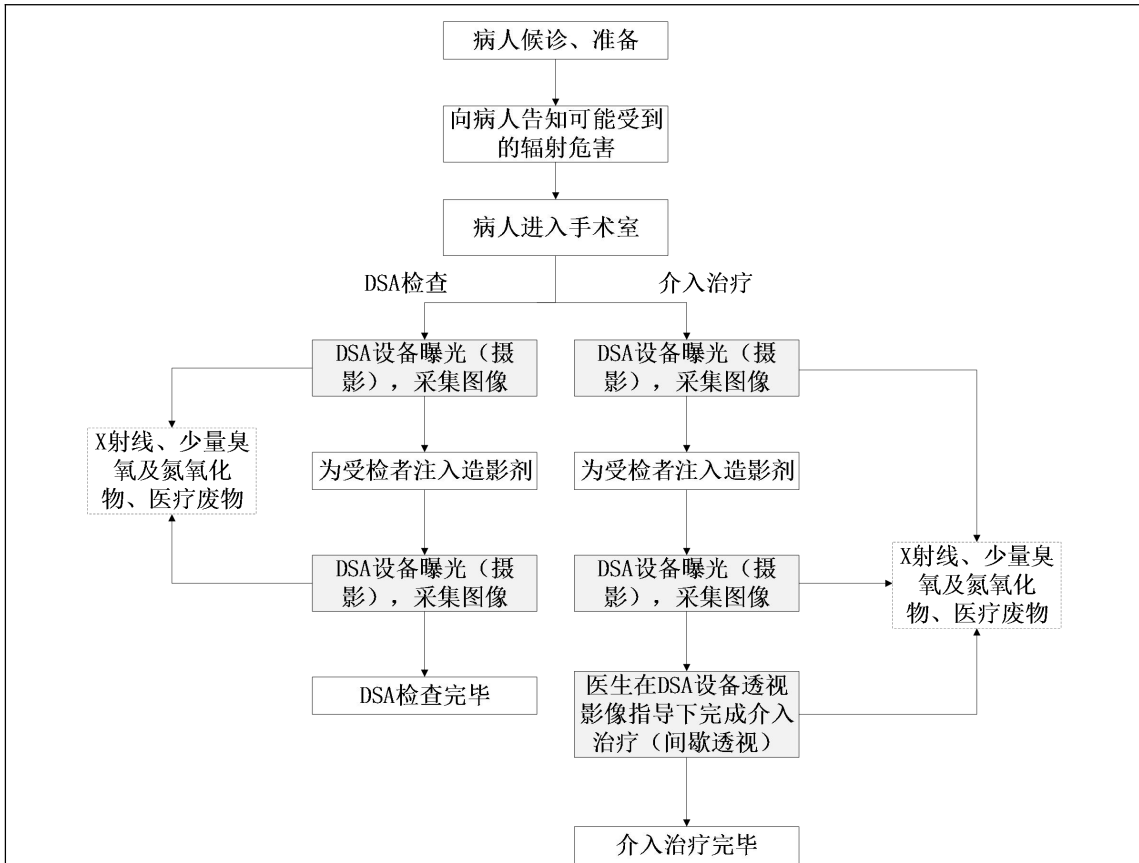 病人候诊、准备
向病人告知可能受到
的辐射危害
病人进入手术室
DSA检查
介入治疗
DSA设备曝光（摄
影），采集图像
DSA设备曝光（摄
影），采集图像
X射线、少量臭
氧及氮氧化
物、医疗废物
为受检者注入造影剂
为受检者注入造影剂
DSA设备曝光（摄
影），采集图像
DSA设备曝光（摄
影），采集图像
X射线、少量臭
氧及氮氧化
物、医疗废物
DSA检查完毕
医生在DSA设备透视
影像指导下完成介入
治疗（间歇透视）
介入治疗完毕